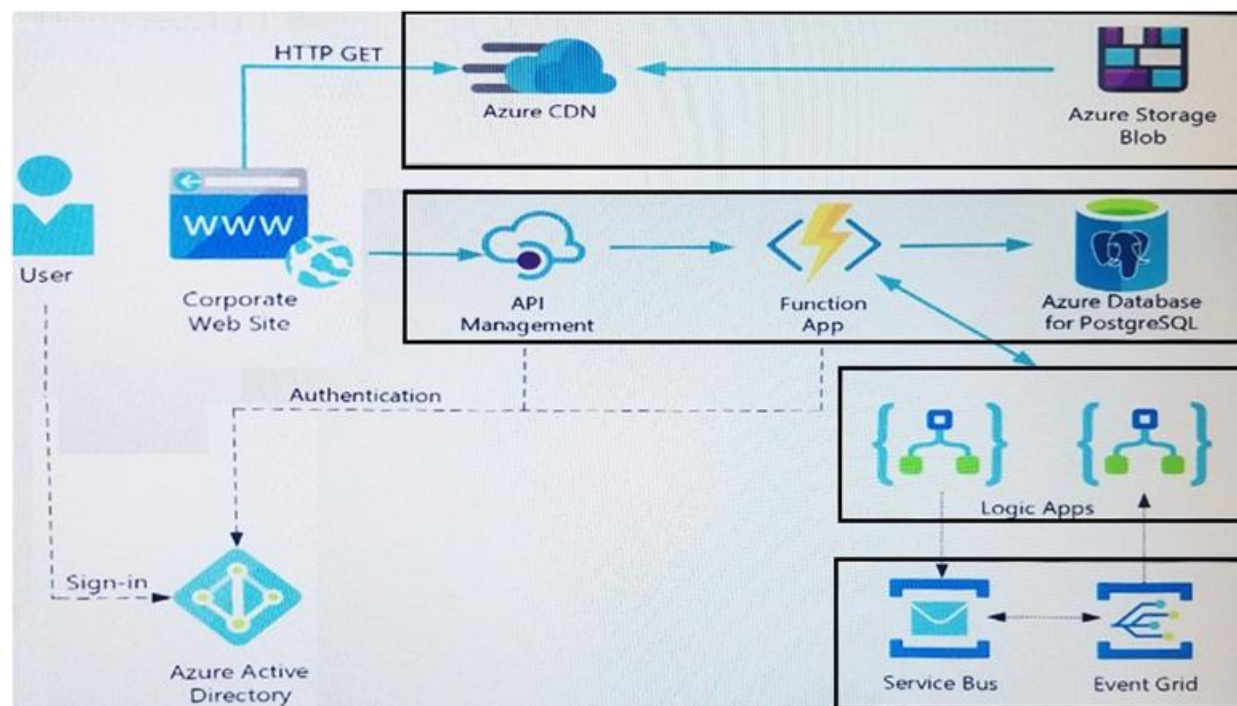 HTTP GET
Azure CDN
Azure Storage
Blob
User
WWW
Corporate
Web Site
API
Management
Function
App
Azure Database
for PostgreSQL
Authentication
Logic Apps
Sign-in
Azure Active
Directory
Service Bus
Event Grid